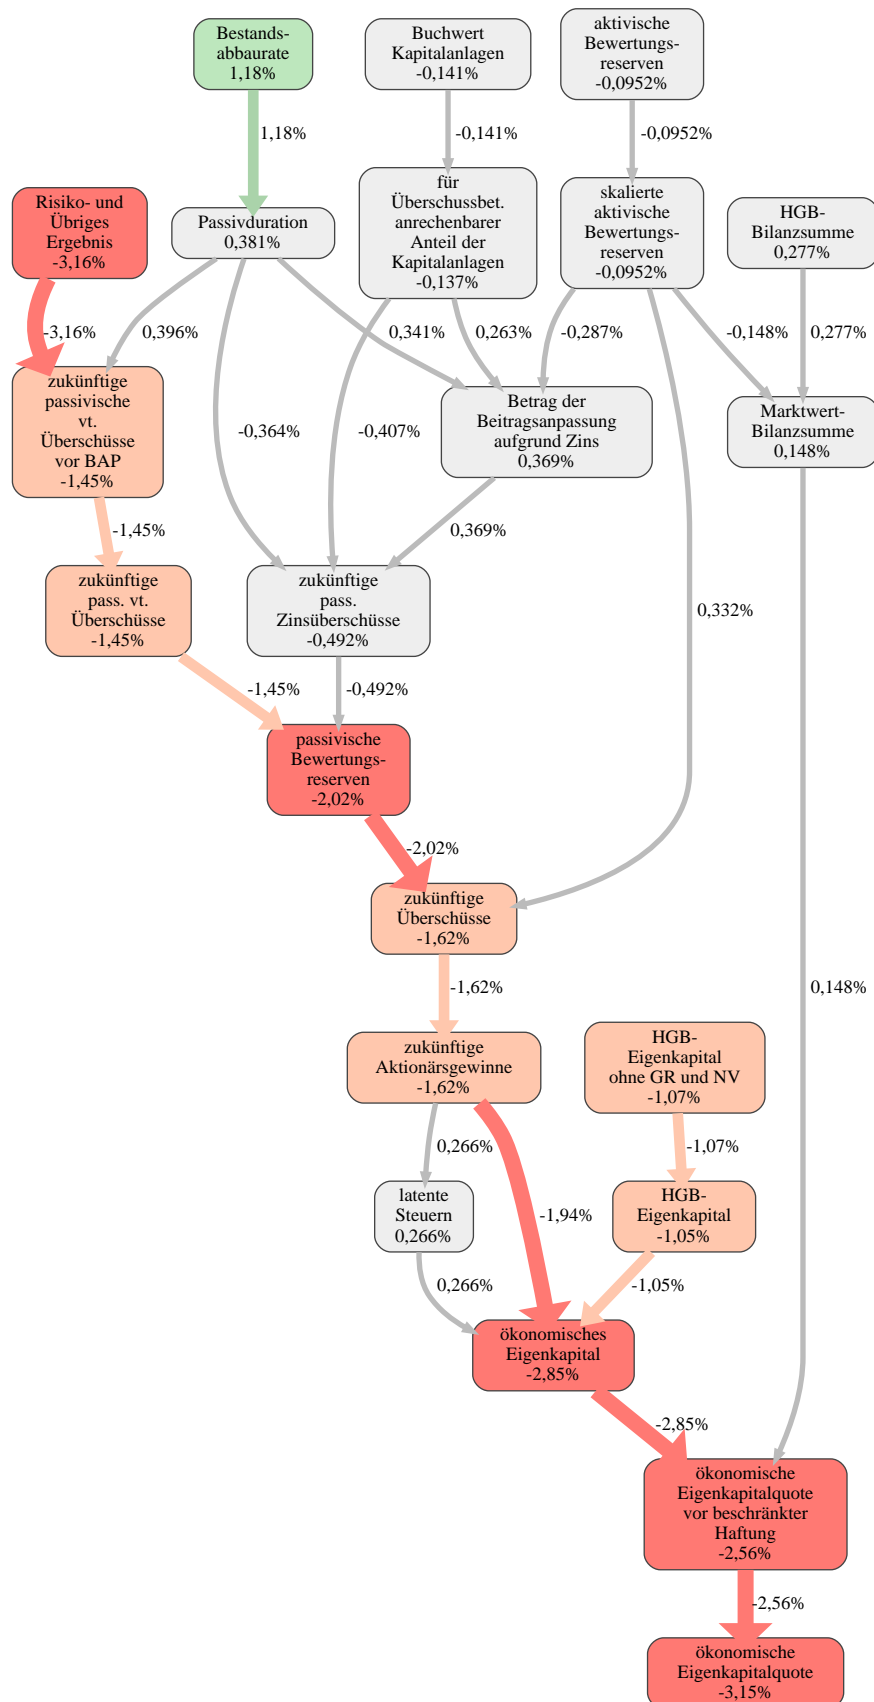 Bestands-
abbaurate
1,18%
Buchwert
Kapitalanlagen
-0,141%
aktivische
Bewertungs-
reserven
-0,0952%
1,18%
-0,141%
-0,0952%
Risiko- und
Übriges
Ergebnis
-3,16%
Passivduration
0,381%
für
Überschussbet.
anrechenbarer
Anteil der
Kapitalanlagen
-0,137%
skalierte
aktivische
Bewertungs-
reserven
-0,0952%
HGB-
Bilanzsumme
0,277%
-3,16%
0,396%
0,341%
0,263%
-0,287%
-0,148%
0,277%
zukünftige
passivische
vt.
Überschüsse
vor BAP
-1,45%
-0,364%
-0,407%
Betrag der
Beitragsanpassung
aufgrund Zins
0,369%
Marktwert-
Bilanzsumme
0,148%
-1,45%
0,369%
zukünftige
pass. vt.
Überschüsse
-1,45%
zukünftige
pass.
Zinsüberschüsse
-0,492%
0,332%
-1,45%
-0,492%
passivische
Bewertungs-
reserven
-2,02%
-2,02%
zukünftige
Überschüsse
-1,62%
-1,62%
0,148%
zukünftige
Aktionärsgewinne
-1,62%
HGB-
Eigenkapital
ohne GR und NV
-1,07%
0,266%
-1,07%
latente
Steuern
0,266%
-1,94%
HGB-
Eigenkapital
-1,05%
0,266%
-1,05%
ökonomisches
Eigenkapital
-2,85%
-2,85%
ökonomische
Eigenkapitalquote
vor beschränkter
Haftung
-2,56%
-2,56%
ökonomische
Eigenkapitalquote
-3,15%